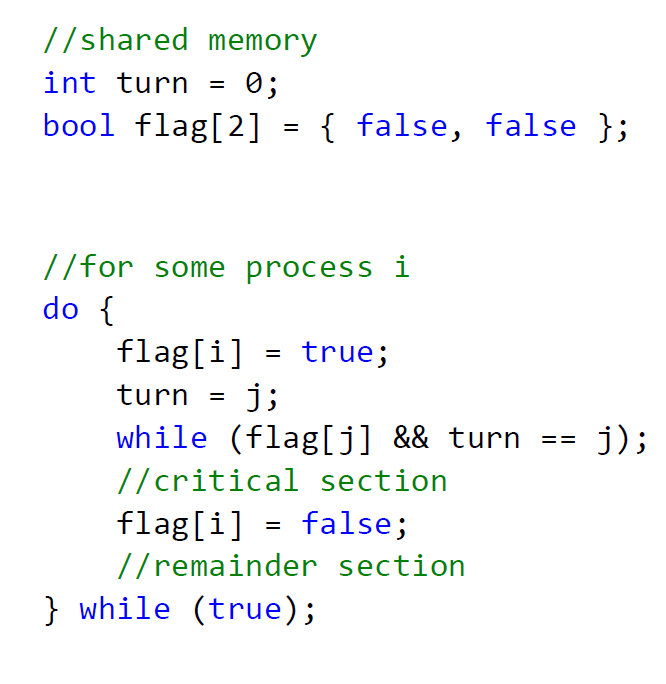 //shared memory
int turn = 0;
bool flag[2] = { false, false };
//for some process i
do {
flag[i] = true;
turn = j;
while (flag[j] && turn == j);
//critical section
flag[i] = false;
//remainder section
} while (true);